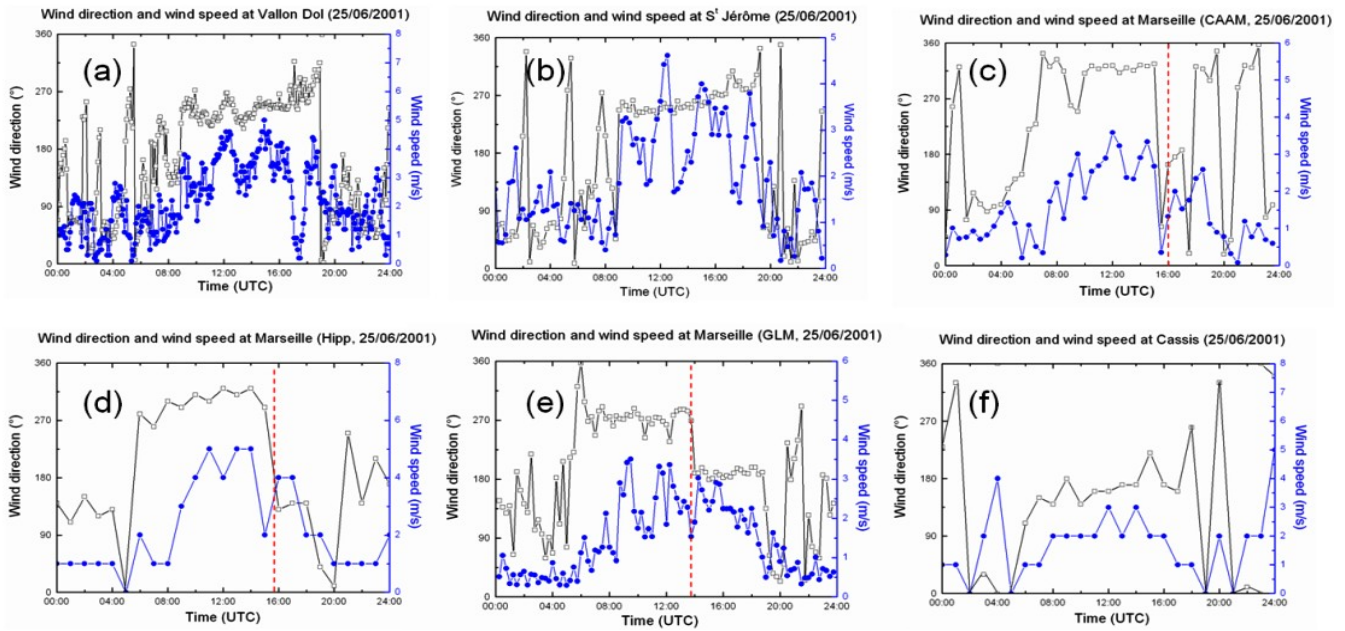 Wind direction and wind speed at Vallon Dol (25/06/2001)
(a)
Wind direction (°)
360
270
180
90
0
8
7
6
5
4
3
2
1
0
Wind speed (m/s)
00:00 04:00 08:00 12:00 16:00 20:00 24:00
Time (UTC)
Wind direction and wind speed at Sᵗ Jérôme (25/06/2001)
(b)
Wind direction (°)
360
270
180
90
0
5
4
3
2
1
0
Wind speed (m/s)
00:00 04:00 08:00 12:00 16:00 20:00 24:00
Time (UTC)
Wind direction and wind speed at Marseille (CAAM, 25/06/2001)
(c)
Wind direction (°)
360
270
180
90
0
6
5
4
3
2
1
0
Wind speed (m/s)
00:00 04:00 08:00 12:00 16:00 20:00 24:00
Time (UTC)
Wind direction and wind speed at Marseille (Hipp, 25/06/2001)
(d)
Wind direction (°)
360
270
180
90
0
8
7
6
5
4
3
2
1
0
Wind speed (m/s)
00:00 04:00 08:00 12:00 16:00 20:00 24:00
Time (UTC)
Wind direction and wind speed at Marseille (GLM, 25/06/2001)
(e)
Wind direction (°)
360
270
180
90
0
6
5
4
3
2
1
0
Wind speed (m/s)
00:00 04:00 08:00 12:00 16:00 20:00 24:00
Time (UTC)
Wind direction and wind speed at Cassis (25/06/2001)
(f)
Wind direction (°)
360
270
180
90
0
8
7
6
5
4
3
2
1
0
Wind speed (m/s)
00:00 04:00 08:00 12:00 16:00 20:00 24:00
Time (UTC)